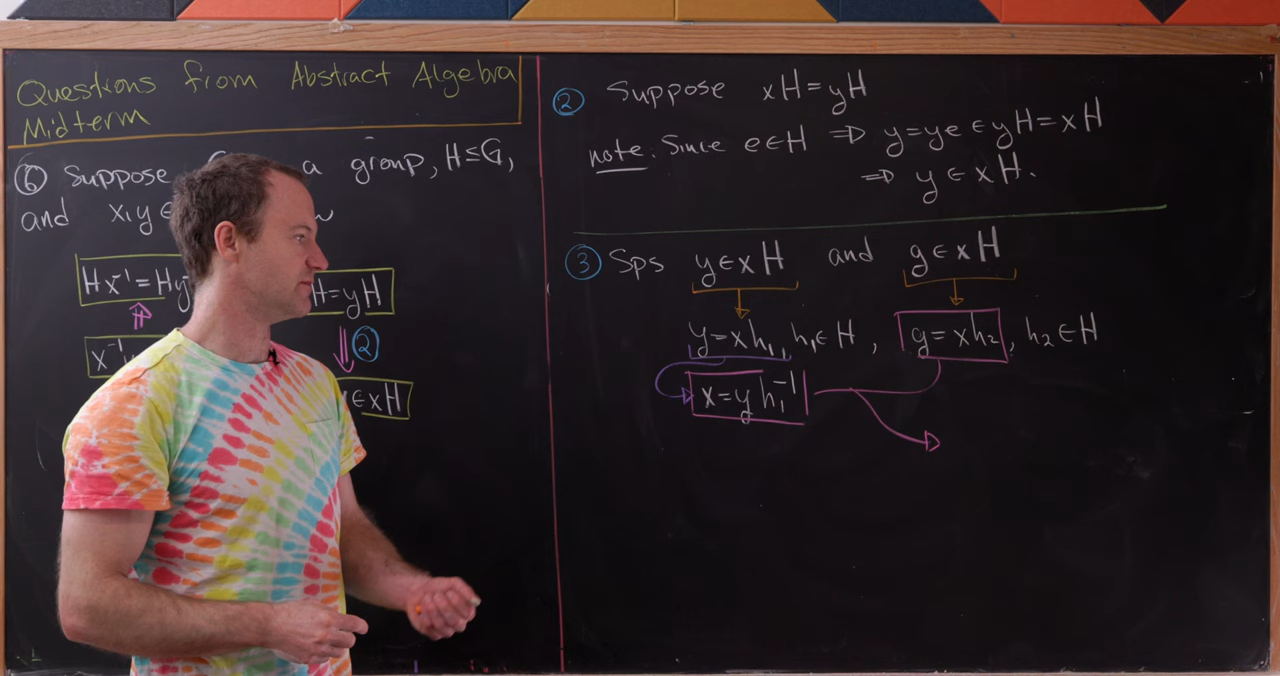 Questions from Abstract Algebra
Midterm
⑥ Suppose a group, H≤G,
and x,y∈
Hx⁻¹=Hy
H=yH
②
x⁻¹
∈xH
② Suppose xH=yH
note: Since e∈H ⇒ y=ye∈yH=xH
⇒ y∈xH.
③ Sps y∈xH and g∈xH
y=xh₁, h₁∈H, g=xh₂, h₂∈H
x=yh₁⁻¹